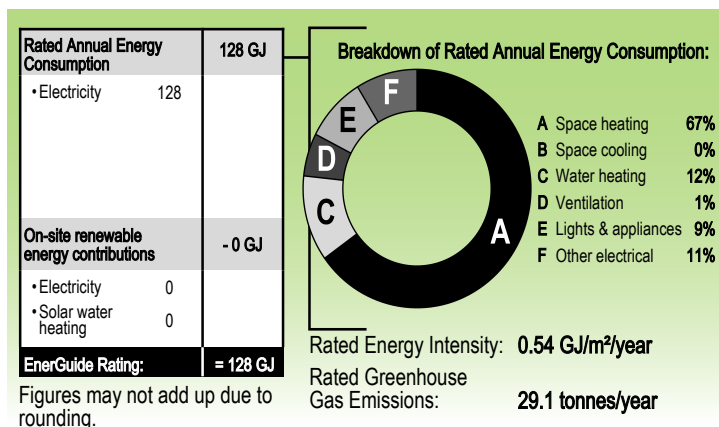 Rated Annual Energy
Consumption
128 GJ
• Electricity 128
On-site renewable
energy contributions
- 0 GJ
• Electricity 0
• Solar water
heating
0
EnerGuide Rating: = 128 GJ
Figures may not add up due to
rounding.
Breakdown of Rated Annual Energy Consumption:
F
E
D
C
A
A Space heating 67%
B Space cooling 0%
C Water heating 12%
D Ventilation 1%
E Lights & appliances 9%
F Other electrical 11%
Rated Energy Intensity: 0.54 GJ/m²/year
Rated Greenhouse
Gas Emissions: 29.1 tonnes/year